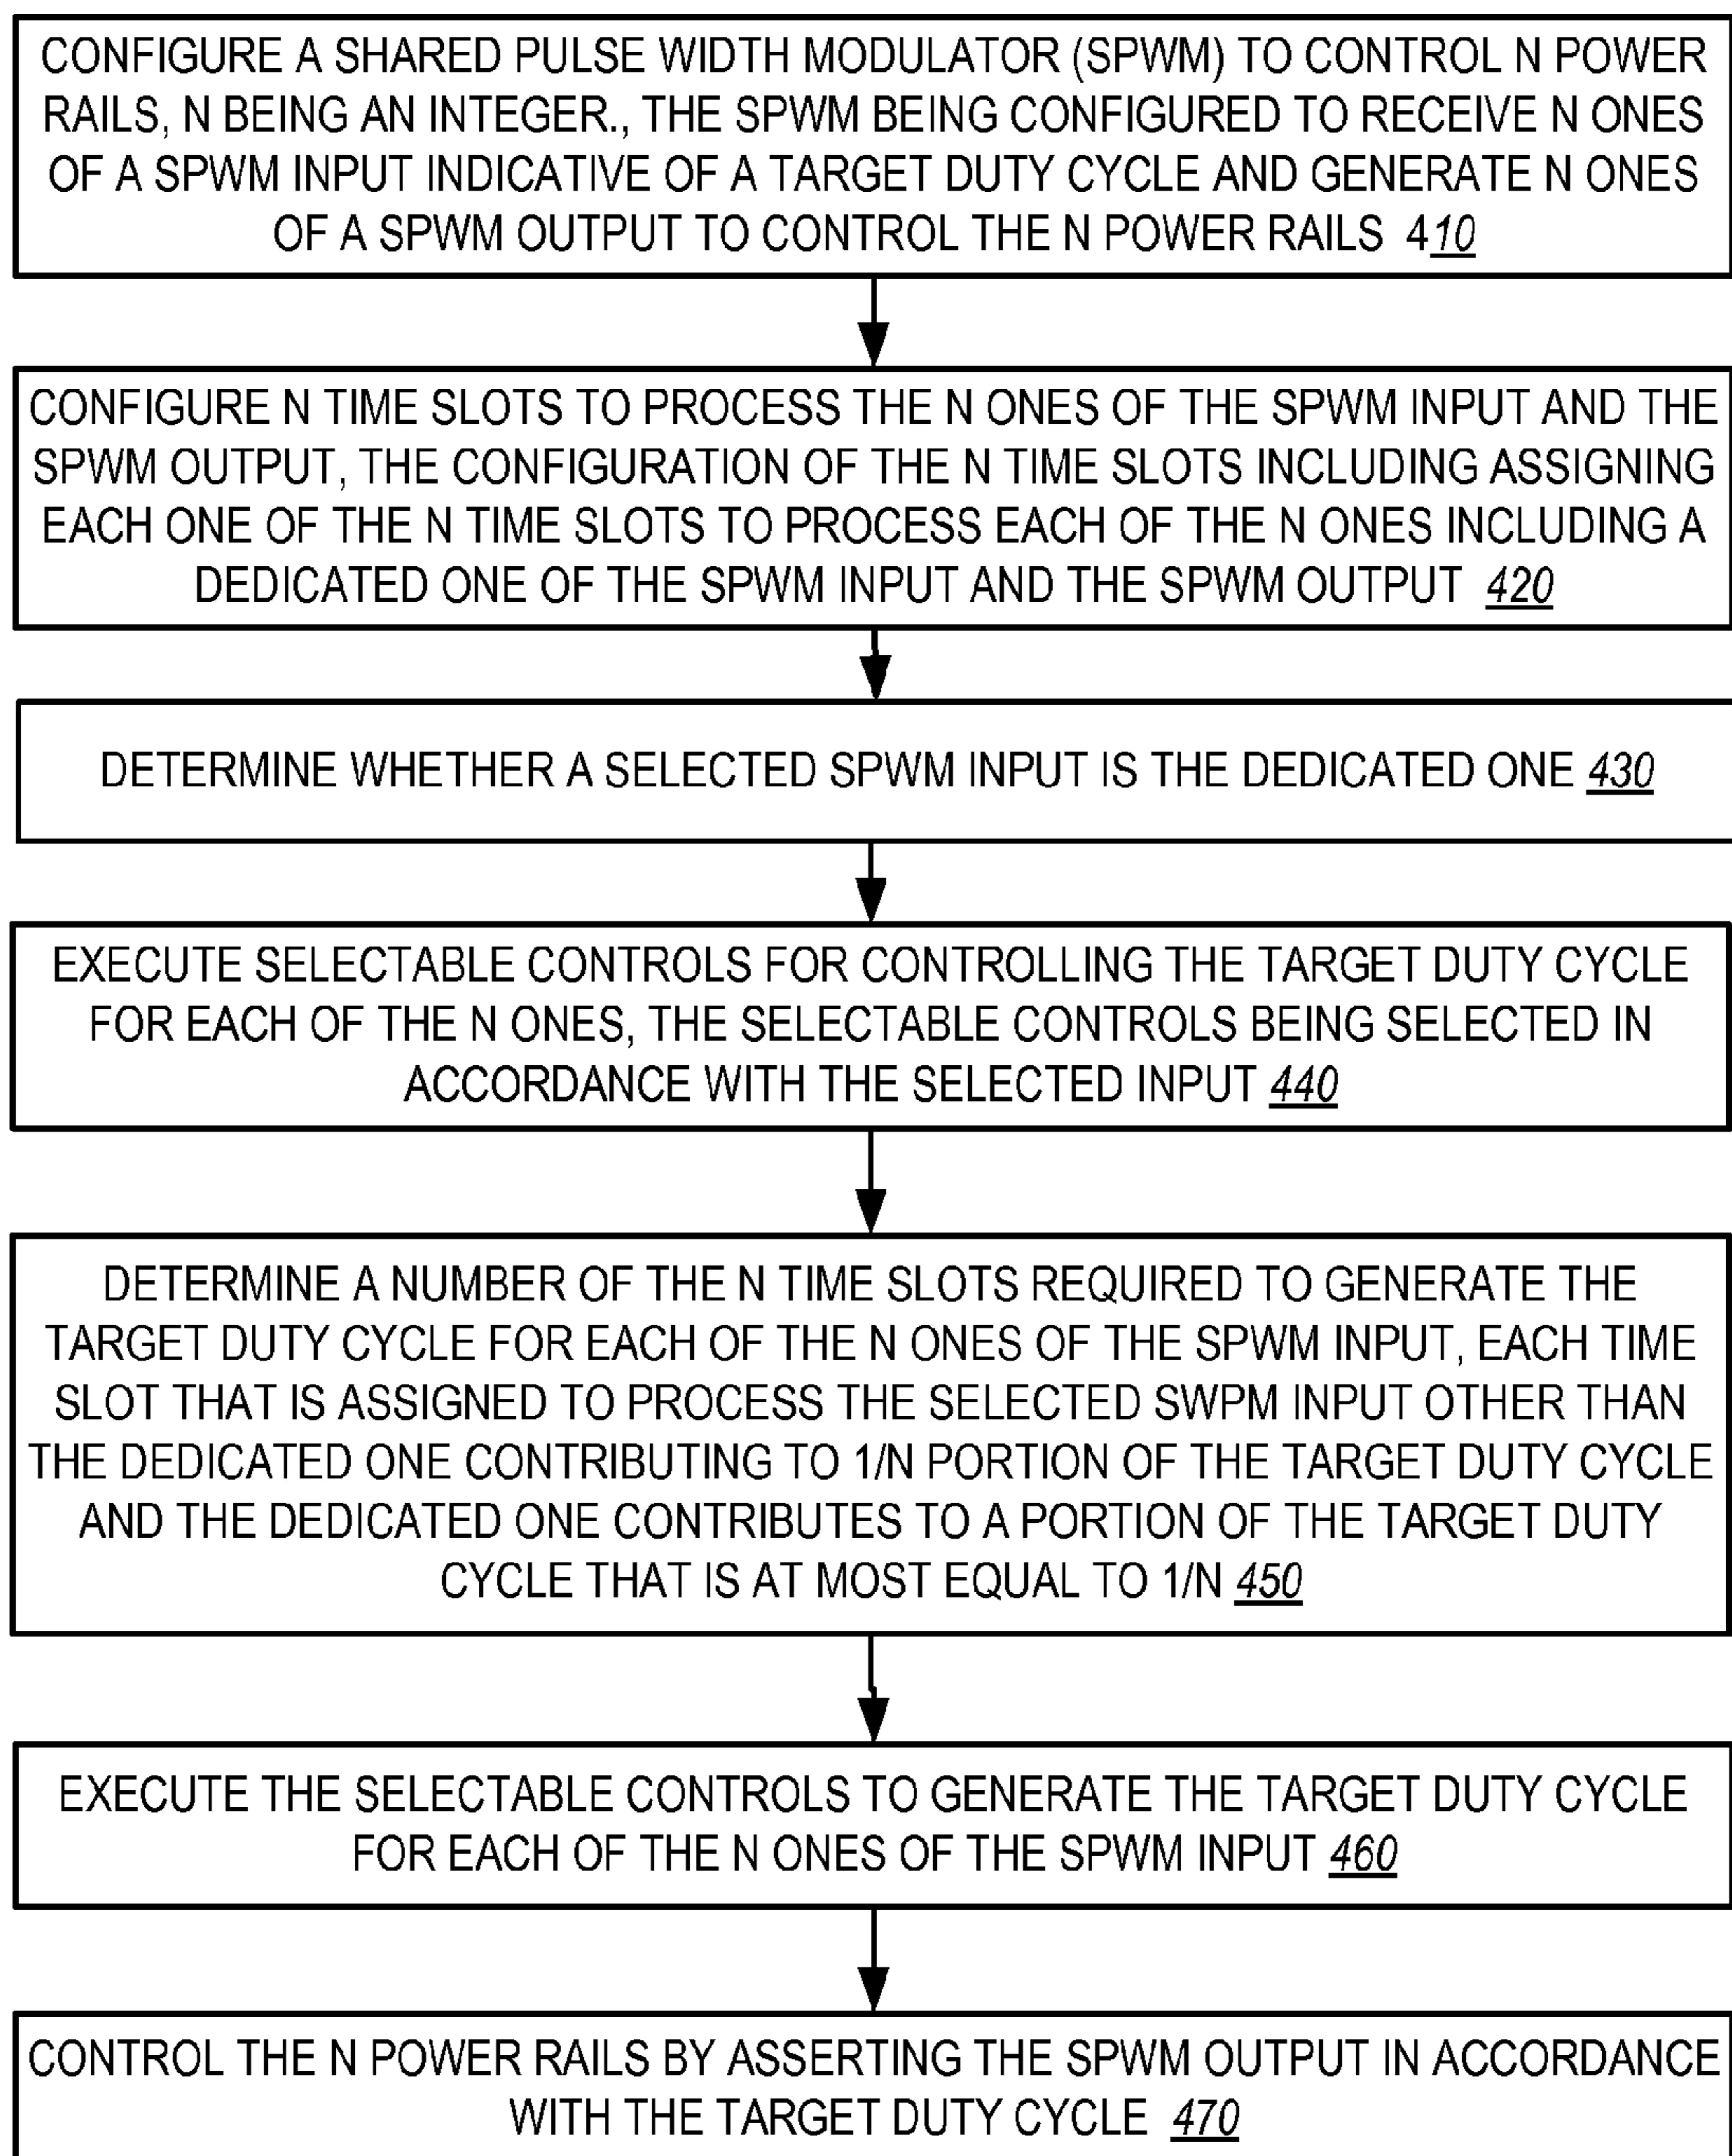 CONFIGURE A SHARED PULSE WIDTH MODULATOR (SPWM) TO CONTROL N POWER
RAILS, N BEING AN INTEGER., THE SPWM BEING CONFIGURED TO RECEIVE N ONES
OF A SPWM INPUT INDICATIVE OF A TARGET DUTY CYCLE AND GENERATE N ONES
OF A SPWM OUTPUT TO CONTROL THE N POWER RAILS 410
CONFIGURE N TIME SLOTS TO PROCESS THE N ONES OF THE SPWM INPUT AND THE
SPWM OUTPUT, THE CONFIGURATION OF THE N TIME SLOTS INCLUDING ASSIGNING
EACH ONE OF THE N TIME SLOTS TO PROCESS EACH OF THE N ONES INCLUDING A
DEDICATED ONE OF THE SPWM INPUT AND THE SPWM OUTPUT 420
DETERMINE WHETHER A SELECTED SPWM INPUT IS THE DEDICATED ONE 430
EXECUTE SELECTABLE CONTROLS FOR CONTROLLING THE TARGET DUTY CYCLE
FOR EACH OF THE N ONES, THE SELECTABLE CONTROLS BEING SELECTED IN
ACCORDANCE WITH THE SELECTED INPUT 440
DETERMINE A NUMBER OF THE N TIME SLOTS REQUIRED TO GENERATE THE
TARGET DUTY CYCLE FOR EACH OF THE N ONES OF THE SPWM INPUT, EACH TIME
SLOT THAT IS ASSIGNED TO PROCESS THE SELECTED SWPM INPUT OTHER THAN
THE DEDICATED ONE CONTRIBUTING TO 1/N PORTION OF THE TARGET DUTY CYCLE
AND THE DEDICATED ONE CONTRIBUTES TO A PORTION OF THE TARGET DUTY
CYCLE THAT IS AT MOST EQUAL TO 1/N 450
EXECUTE THE SELECTABLE CONTROLS TO GENERATE THE TARGET DUTY CYCLE
FOR EACH OF THE N ONES OF THE SPWM INPUT 460
CONTROL THE N POWER RAILS BY ASSERTING THE SPWM OUTPUT IN ACCORDANCE
WITH THE TARGET DUTY CYCLE 470